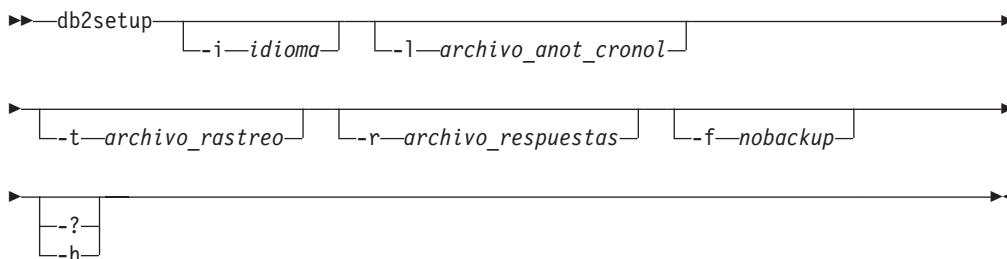 db2setup
-i idioma -l archivo_anot_cronol
-t archivo_rastreo -r archivo_respuestas -f nobackup
-?
-h